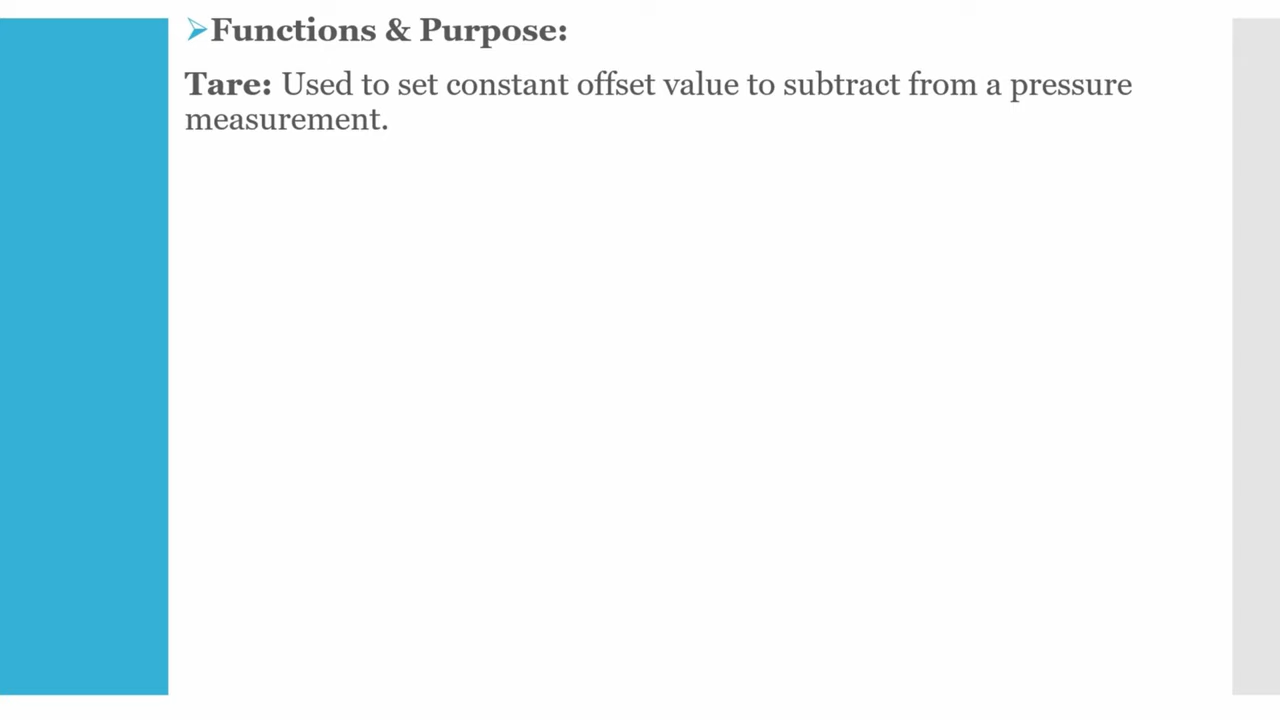 ➢Functions & Purpose:
Tare: Used to set constant offset value to subtract from a pressure
measurement.